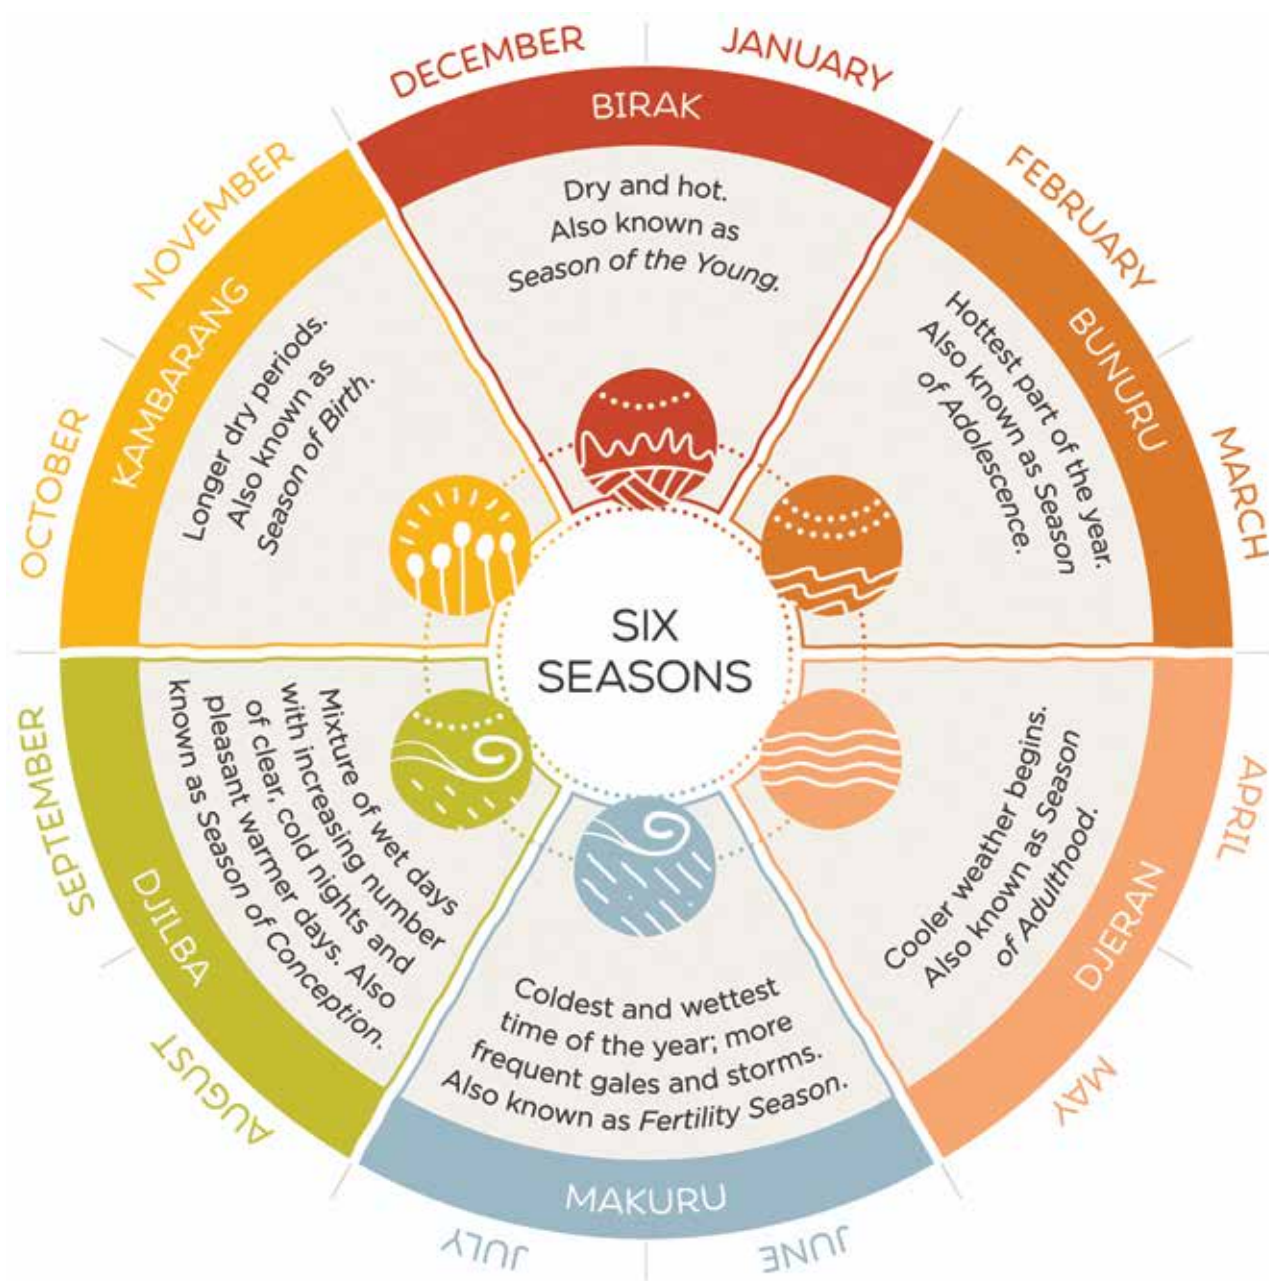 DECEMBER
JANUARY
BIRAK
Dry and hot.
Also known as
Season of the Young.
FEBRUARY
MARCH
BUNURU
Hottest part of the year.
Also known as Season
of Adolescence.
APRIL
MAY
DJERAN
Cooler weather begins.
Also known as Season
of Adulthood.
JUNE
JULY
MAKURU
Coldest and wettest
time of the year; more
frequent gales and storms.
Also known as Fertility Season.
AUGUST
SEPTEMBER
DJILBA
Mixture of wet days
with increasing number
of clear, cold nights and
pleasant warmer days. Also
known as Season of Conception.
OCTOBER
NOVEMBER
KAMBARANG
Longer dry periods.
Also known as
Season of Birth.
SIX
SEASONS